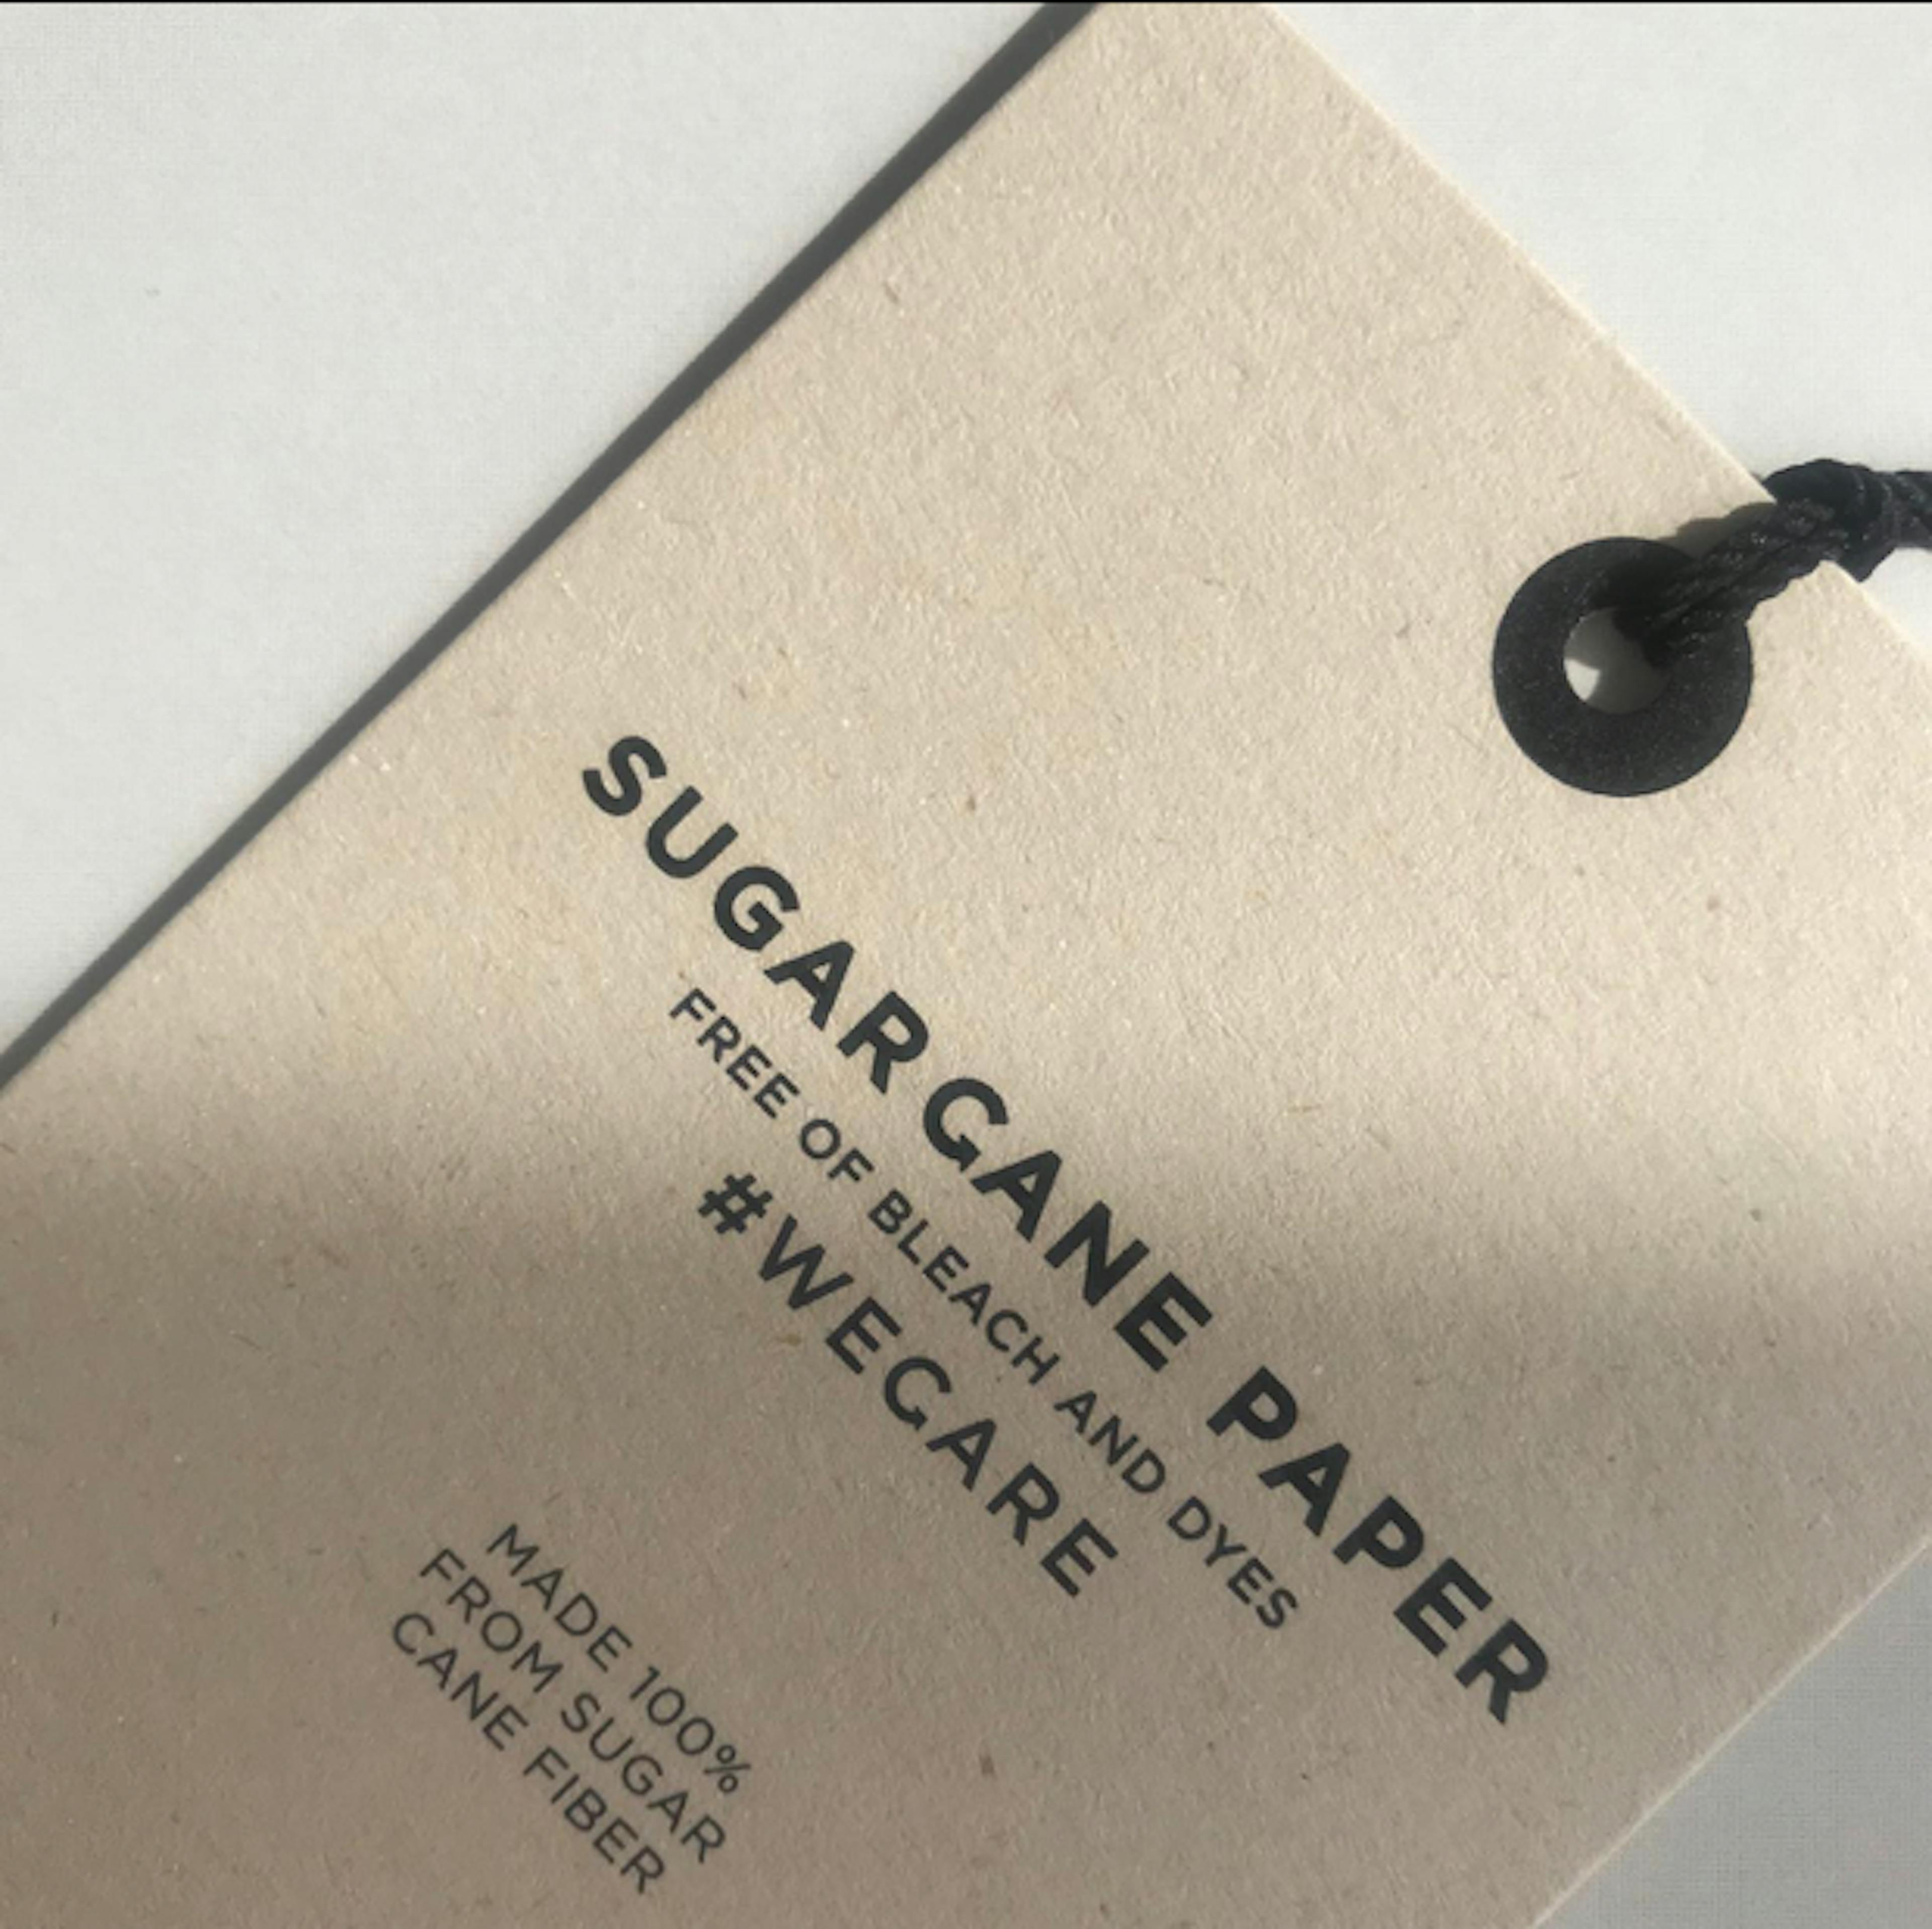 SUGARCANE PAPER
FREE OF BLEACH AND DYES
#WECARE
MADE 100%
FROM SUGAR
CANE FIBER